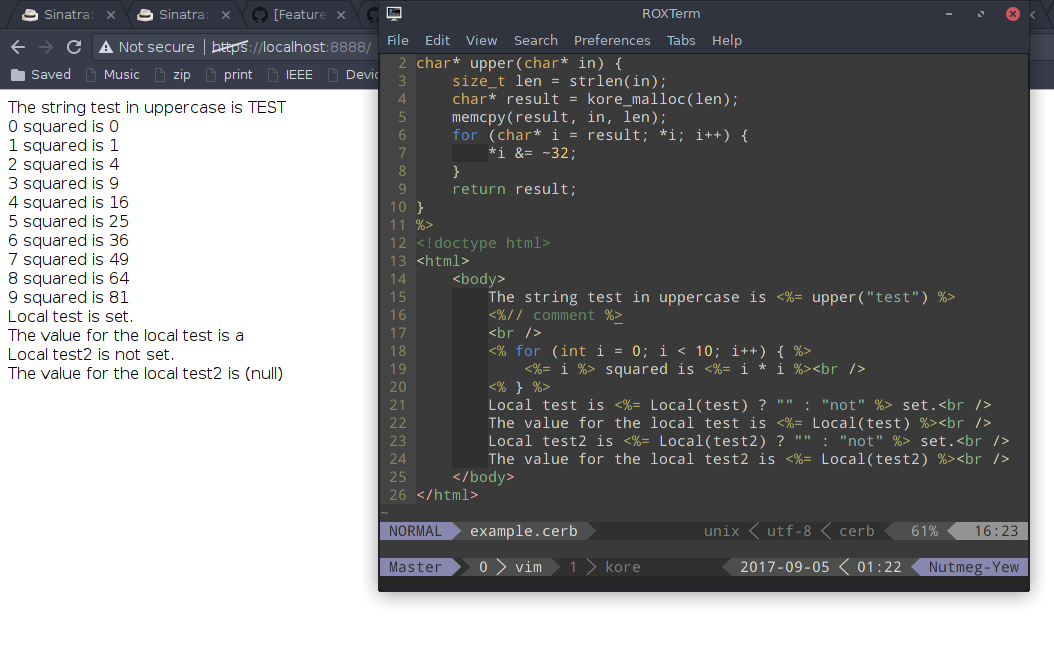 Sinatra: × Sinatra: × [Feature ×
Not secure | https://localhost:8888/
Saved Music zip print IEEE Devic
The string test in uppercase is TEST
0 squared is 0
1 squared is 1
2 squared is 4
3 squared is 9
4 squared is 16
5 squared is 25
6 squared is 36
7 squared is 49
8 squared is 64
9 squared is 81
Local test is set.
The value for the local test is a
Local test2 is not set.
The value for the local test2 is (null)
ROXTerm
File Edit View Search Preferences Tabs Help
2 char* upper(char* in) {
3     size_t len = strlen(in);
4     char* result = kore_malloc(len);
5     memcpy(result, in, len);
6     for (char* i = result; *i; i++) {
7         *i &= ~32;
8     }
9     return result;
10 }
11 %>
12 <!doctype html>
13 <html>
14     <body>
15         The string test in uppercase is <%= upper("test") %>
16         <%// comment %>
17         <br />
18         <% for (int i = 0; i < 10; i++) { %>
19             <%= i %> squared is <%= i * i %><br />
20         <% } %>
21         Local test is <%= Local(test) ? "" : "not" %> set.<br />
22         The value for the local test is <%= Local(test) %><br />
23         Local test2 is <%= Local(test2) ? "" : "not" %> set.<br />
24         The value for the local test2 is <%= Local(test2) %><br />
25     </body>
26 </html>
~
NORMAL example.cerb unix < utf-8 < cerb 61% 16:23
Master 0 > vim 1 > kore 2017-09-05 < 01:22 Nutmeg-Yew